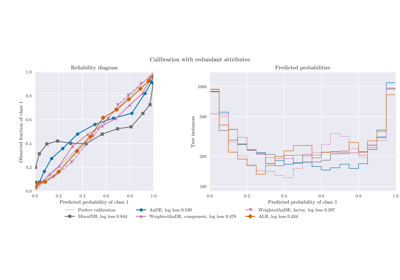 Calibration with redundant attributes
Reliability diagram
Predicted probabilities
Observed fraction of class 1
1.0
0.8
0.6
0.4
0.2
0.0
0.0 0.2 0.4 0.6 0.8 1.0
Predicted probability of class 1
Test instances
1000
500
200
100
0.0 0.2 0.4 0.6 0.8 1.0
Predicted probability of class 1
Perfect calibration
MixedNB, log loss 0.844
AnDE, log loss 0.530
WeightedAnDE, component, log loss 0.479
WeightedAnDE, factor, log loss 0.397
ALR, log loss 0.434